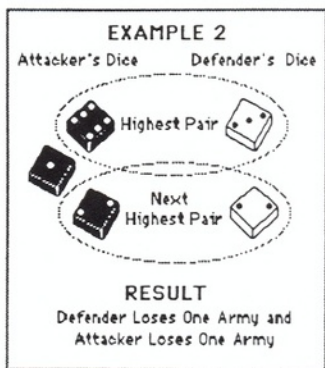 EXAMPLE 2
Attacker's Dice Defender's Dice
Highest Pair
Next
Highest Pair
RESULT
Defender Loses One Army and
Attacker Loses One Army